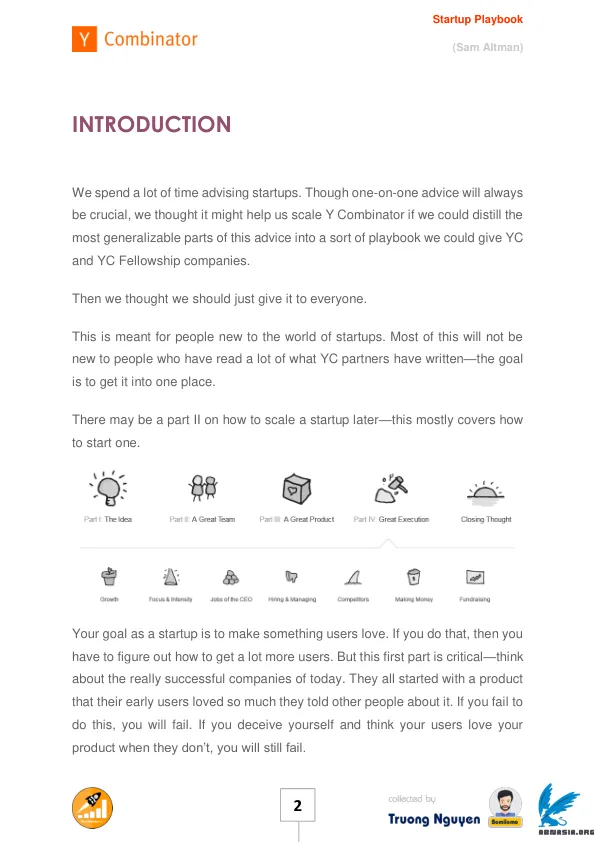 Startup Playbook
Y Combinator
(Sam Altman)
INTRODUCTION
We spend a lot of time advising startups. Though one-on-one advice will always
be crucial, we thought it might help us scale Y Combinator if we could distill the
most generalizable parts of this advice into a sort of playbook we could give YC
and YC Fellowship companies.
Then we thought we should just give it to everyone.
This is meant for people new to the world of startups. Most of this will not be
new to people who have read a lot of what YC partners have written—the goal
is to get it into one place.
There may be a part II on how to scale a startup later—this mostly covers how
to start one.
Part I: The Idea Part II: A Great Team Part III: A Great Product Part IV: Great Execution Closing Thought
Growth Focus & Intensity Jobs of the CEO Hiring & Managing Competitors Making Money Fundraising
Your goal as a startup is to make something users love. If you do that, then you
have to figure out how to get a lot more users. But this first part is critical—think
about the really successful companies of today. They all started with a product
that their early users loved so much they told other people about it. If you fail to
do this, you will fail. If you deceive yourself and think your users love your
product when they don’t, you will still fail.
2
collected by
Truong Nguyen
Bomliomo
ABNASIA.ORG